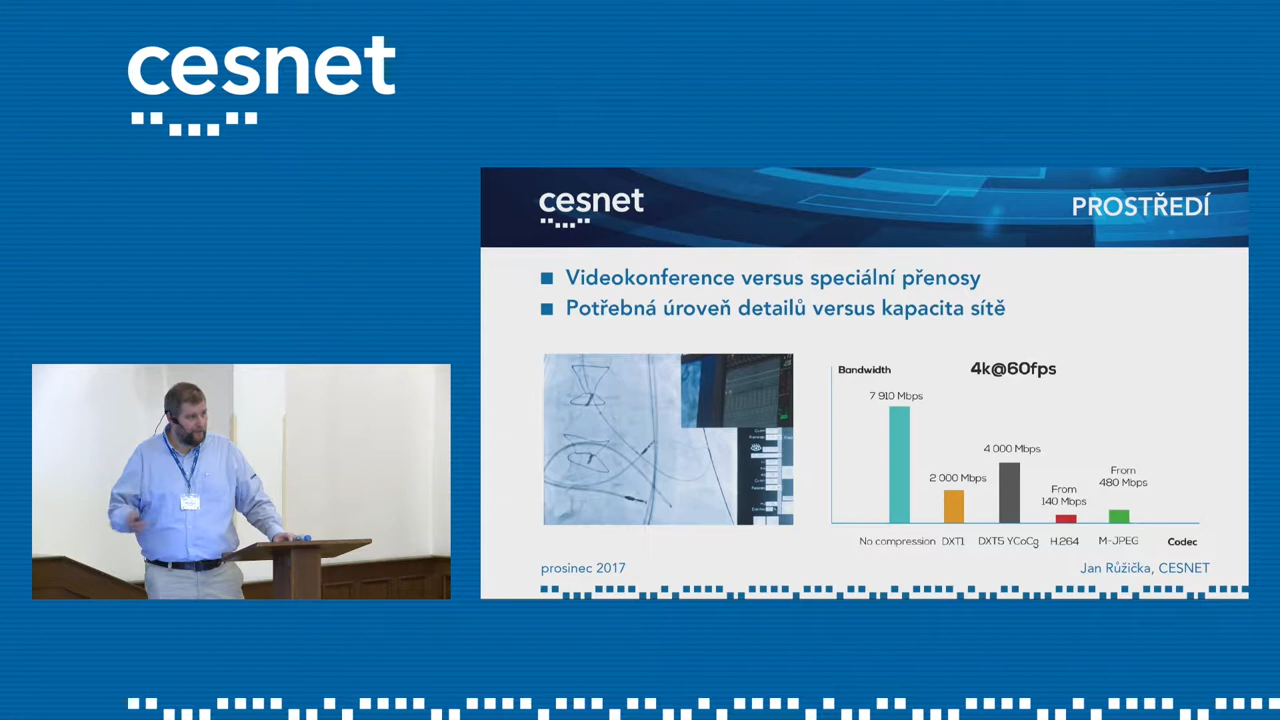 cesnet
cesnet
PROSTŘEDÍ
Videokonference versus speciální přenosy
Potřebná úroveň detailů versus kapacita sítě
Bandwidth
4k@60fps
7 910 Mbps
2 000 Mbps
4 000 Mbps
From
140 Mbps
From
480 Mbps
No compression
DXT1
DXT5 YCoCg
H.264
M-JPEG
Codec
prosinec 2017
Jan Růžička, CESNET